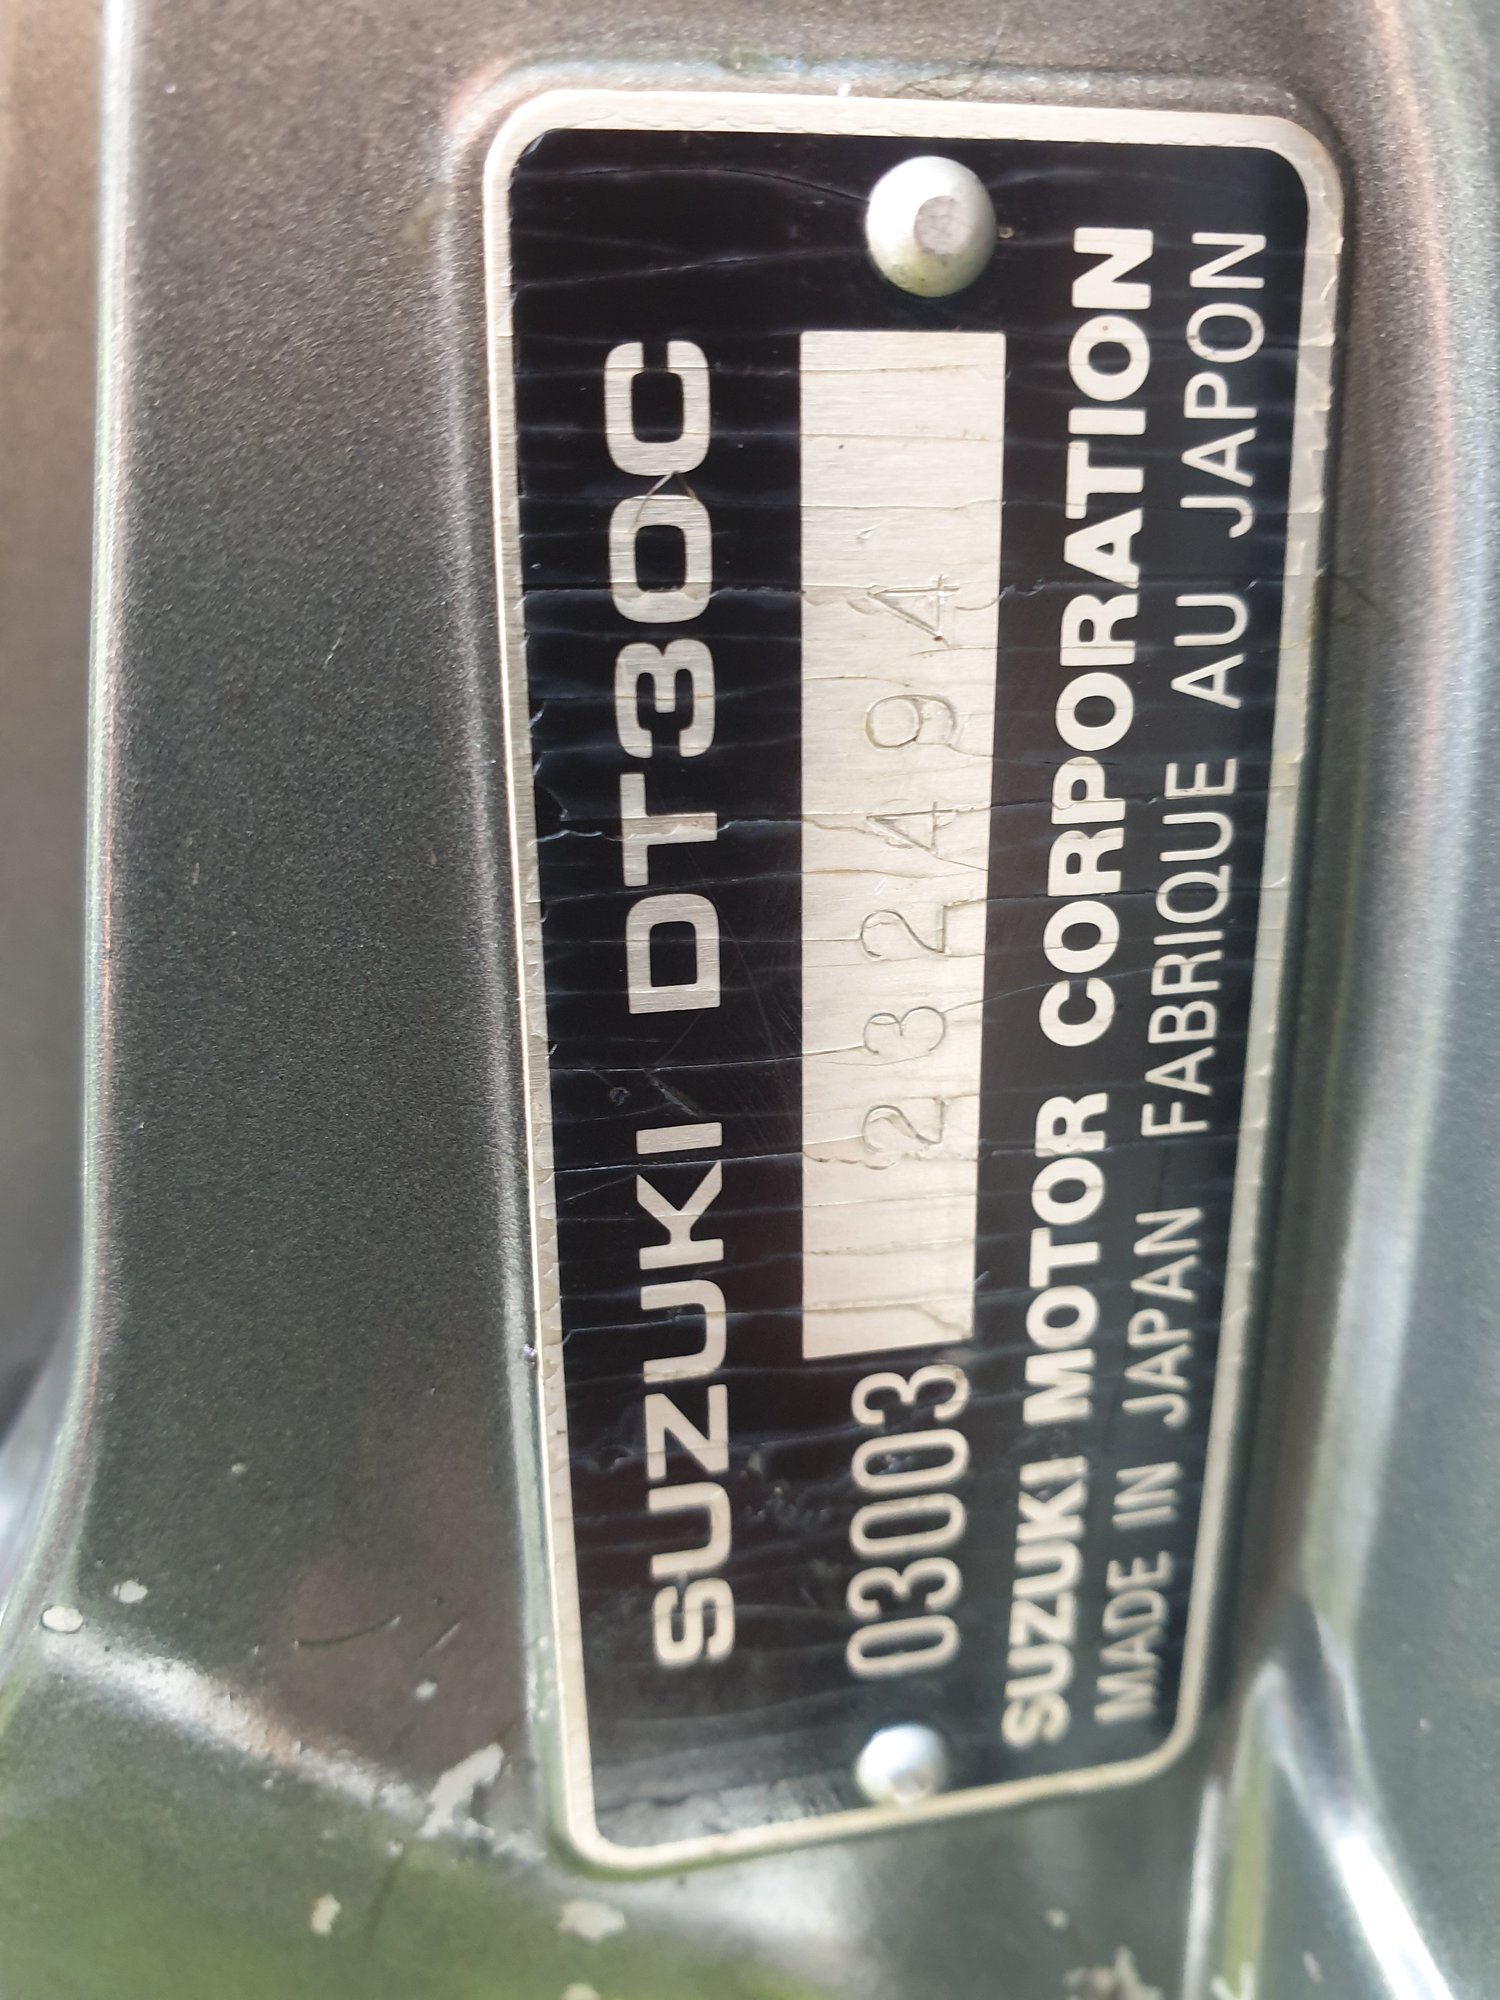 SUZUKI DT30C
03003 232494
SUZUKI MOTOR CORPORATION
MADE IN JAPAN FABRIQUE AU JAPON